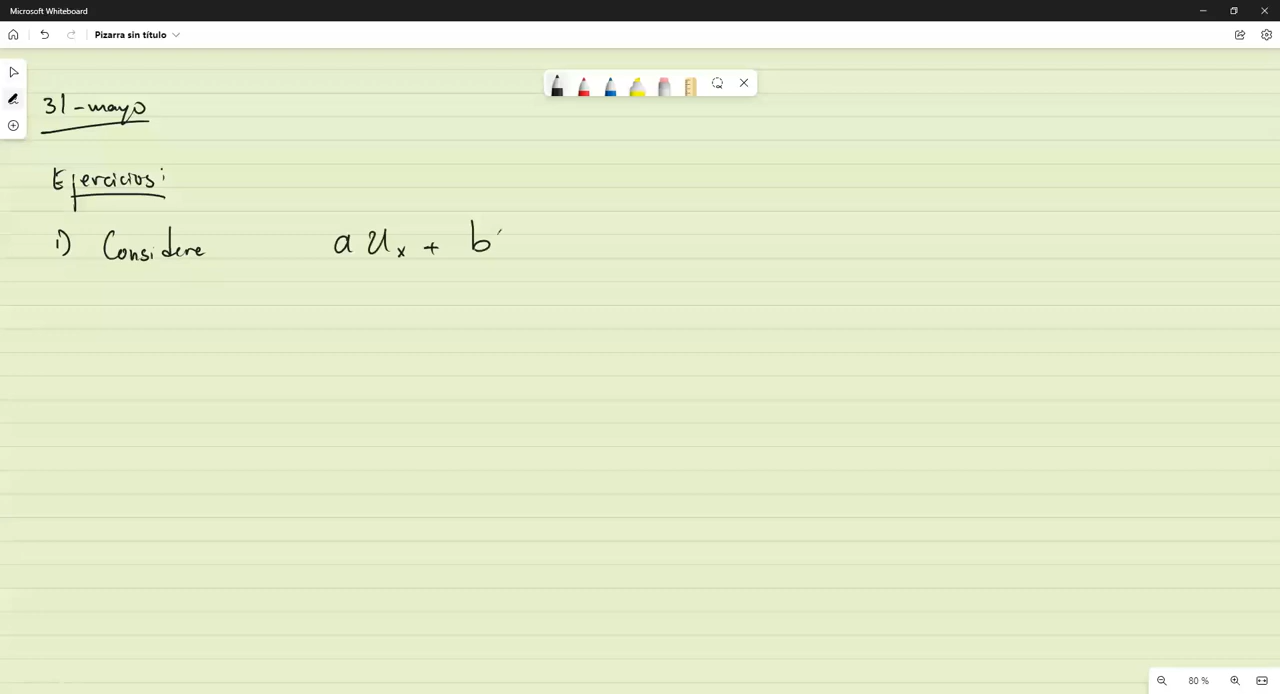 Microsoft Whiteboard
Pizarra sin título
31-mayo
Ejercicios:
1) Considere a u_x + b
80 %